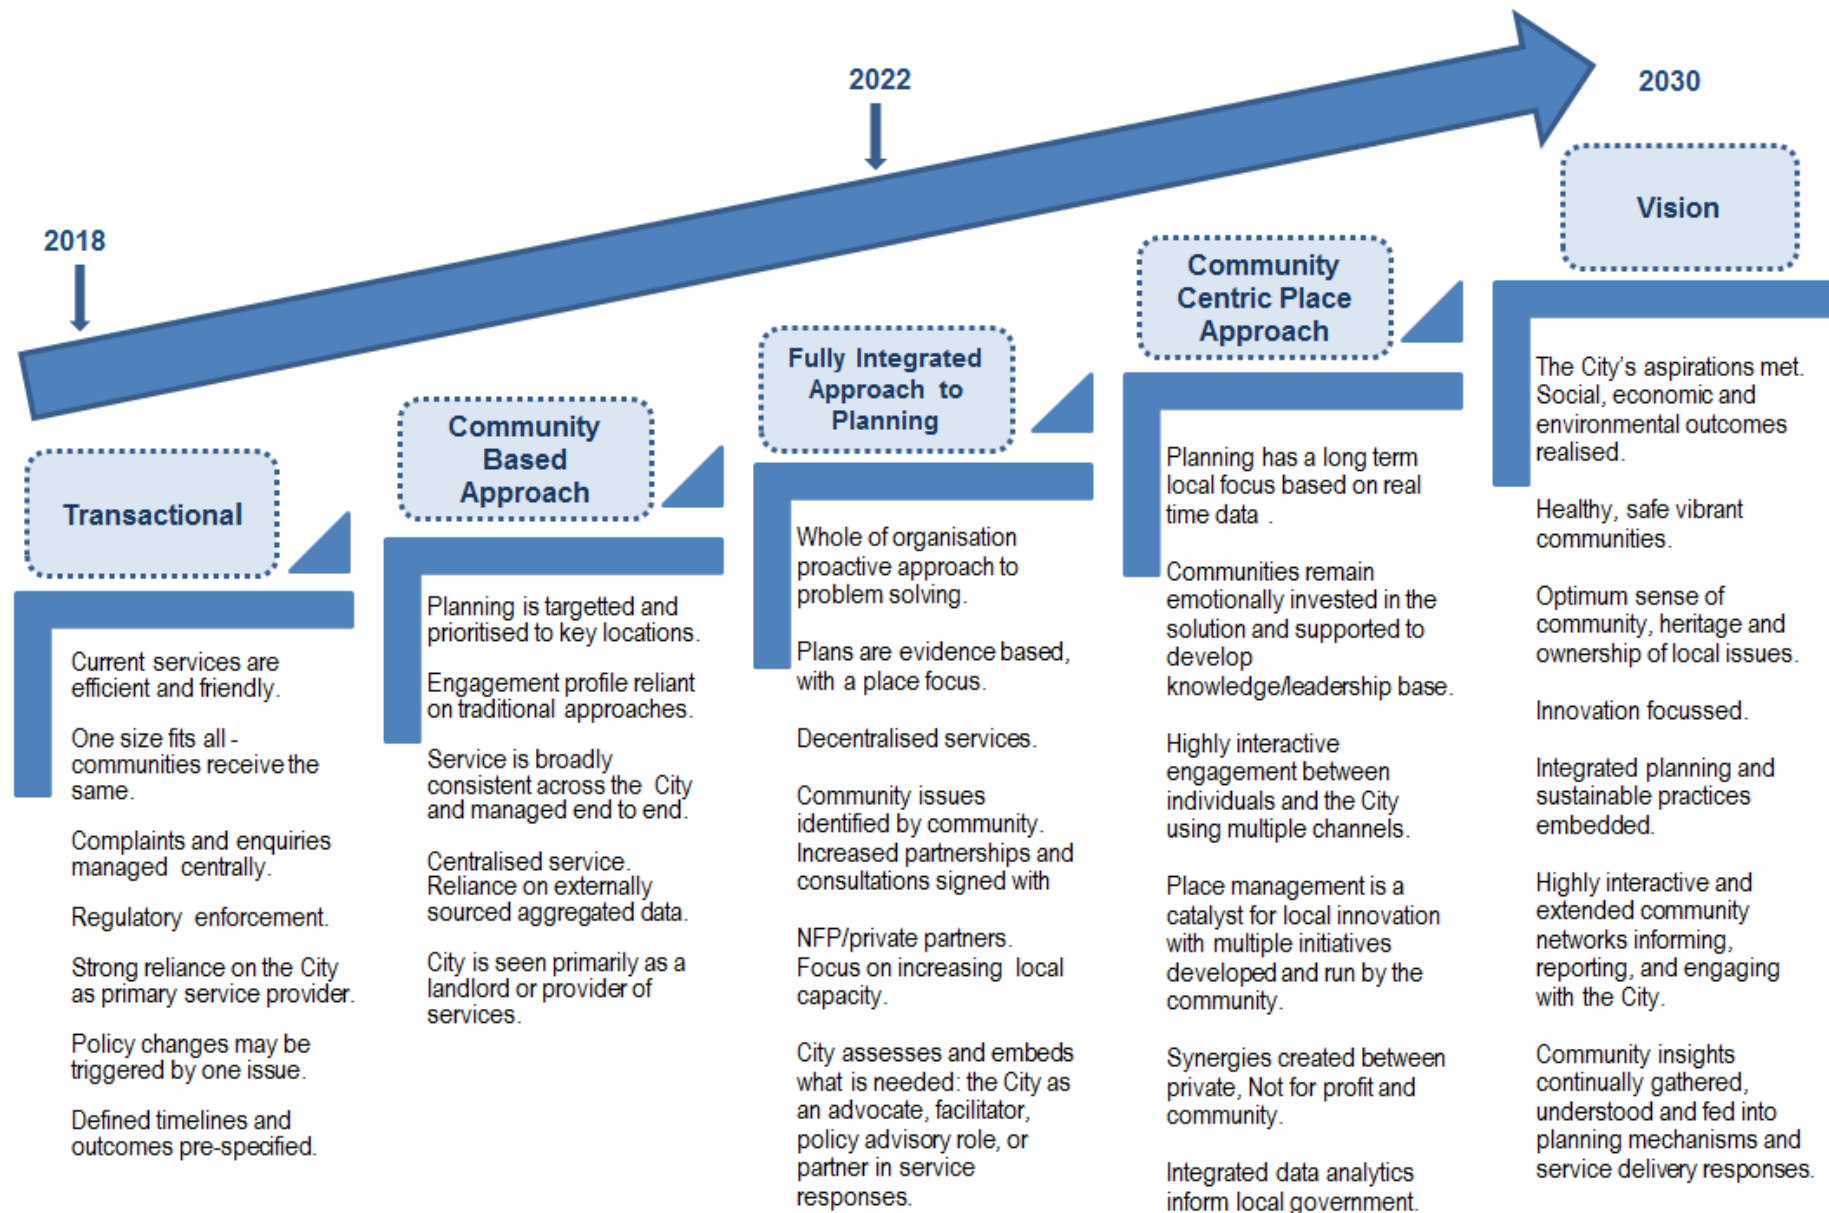 2018
2022
2030
Transactional
Current services are
efficient and friendly.
One size fits all -
communities receive the
same.
Complaints and enquiries
managed centrally.
Regulatory enforcement.
Strong reliance on the City
as primary service provider.
Policy changes may be
triggered by one issue.
Defined timelines and
outcomes pre-specified.
Community
Based
Approach
Planning is targetted and
prioritised to key locations.
Engagement profile reliant
on traditional approaches.
Service is broadly
consistent across the City
and managed end to end.
Centralised service.
Reliance on externally
sourced aggregated data.
City is seen primarily as a
landlord or provider of
services.
Fully Integrated
Approach to
Planning
Whole of organisation
proactive approach to
problem solving.
Plans are evidence based,
with a place focus.
Decentralised services.
Community issues
identified by community.
Increased partnerships and
consultations signed with
NFP/private partners.
Focus on increasing local
capacity.
City assesses and embeds
what is needed: the City as
an advocate, facilitator,
policy advisory role, or
partner in service
responses.
Community
Centric Place
Approach
Planning has a long term
local focus based on real
time data .
Communities remain
emotionally invested in the
solution and supported to
develop
knowledge/leadership base.
Highly interactive
engagement between
individuals and the City
using multiple channels.
Place management is a
catalyst for local innovation
with multiple initiatives
developed and run by the
community.
Synergies created between
private, Not for profit and
community.
Integrated data analytics
inform local government.
Vision
The City's aspirations met.
Social, economic and
environmental outcomes
realised.
Healthy, safe vibrant
communities.
Optimum sense of
community, heritage and
ownership of local issues.
Innovation focussed.
Integrated planning and
sustainable practices
embedded.
Highly interactive and
extended community
networks informing,
reporting, and engaging
with the City.
Community insights
continually gathered,
understood and fed into
planning mechanisms and
service delivery responses.